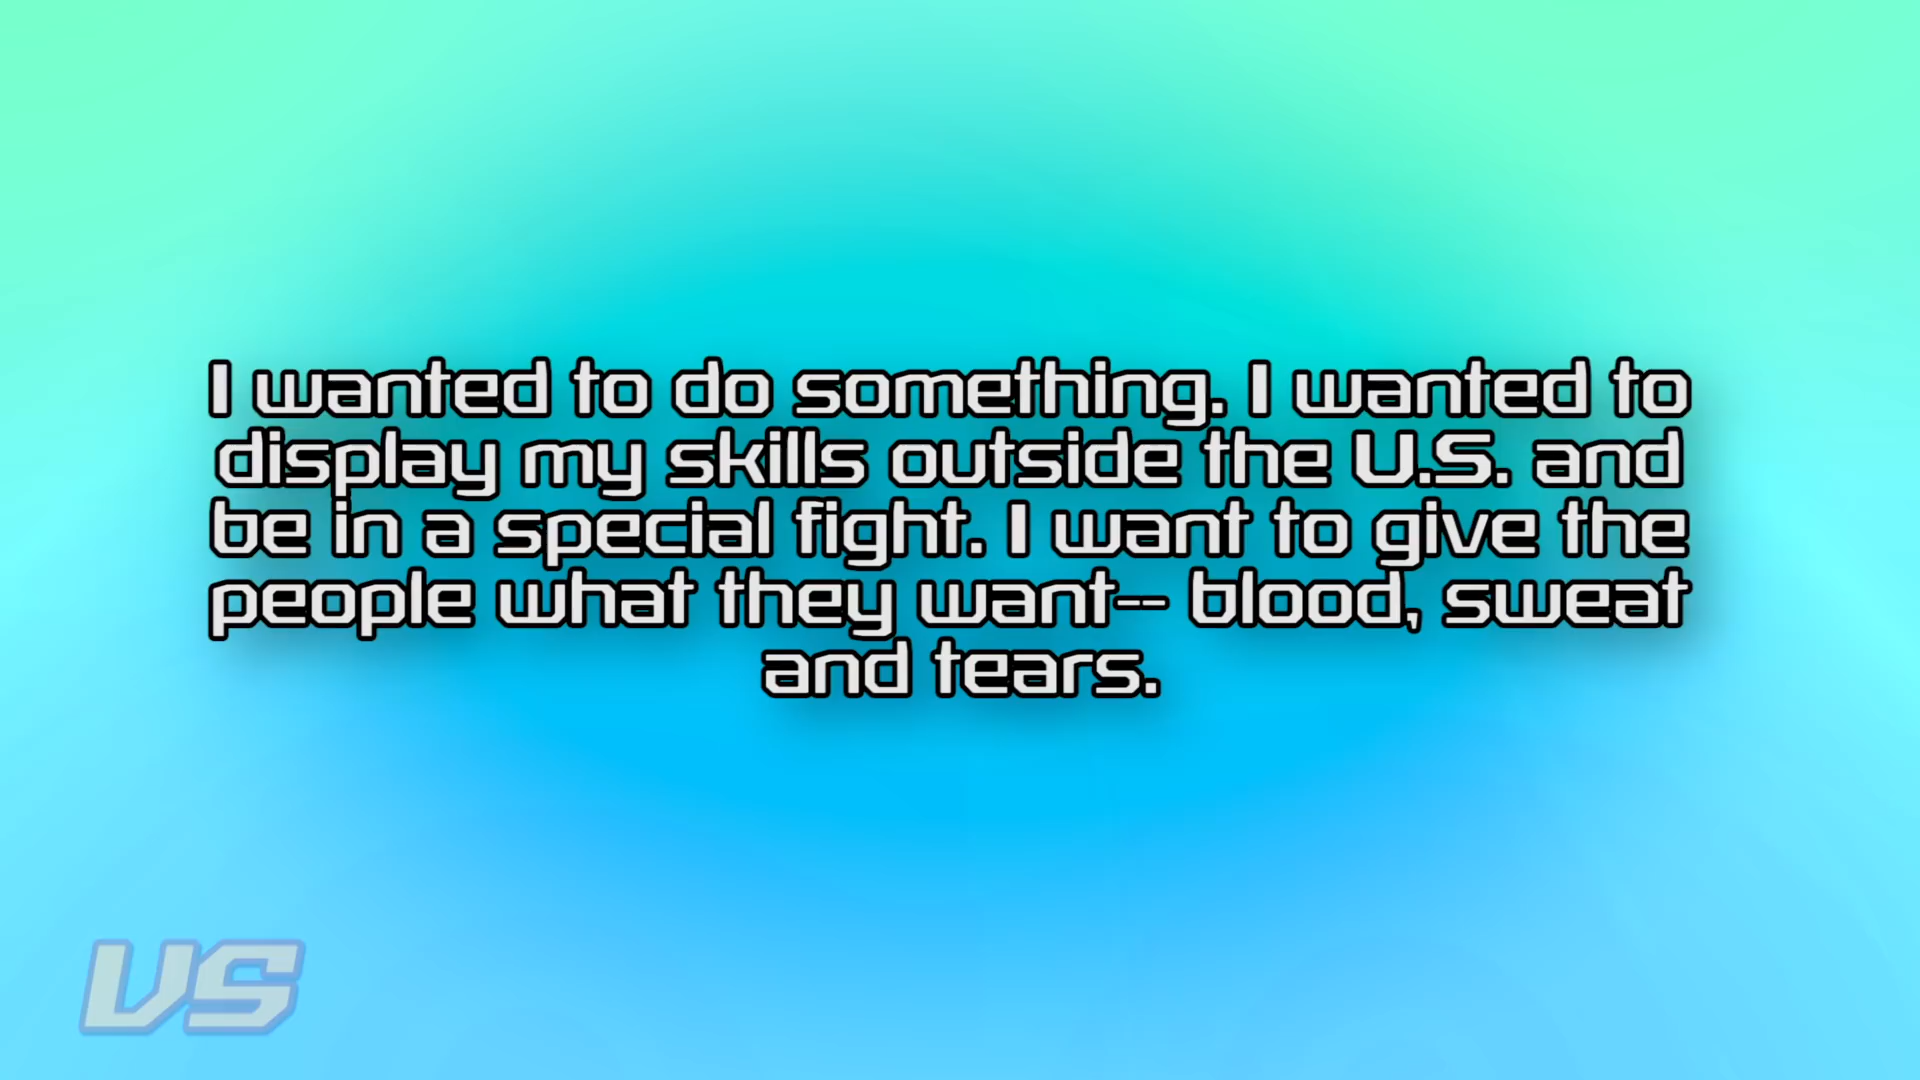 I wanted to do something. I wanted to
display my skills outside the U.S. and
be in a special fight. I want to give the
people what they want-- blood, sweat
and tears.
VS